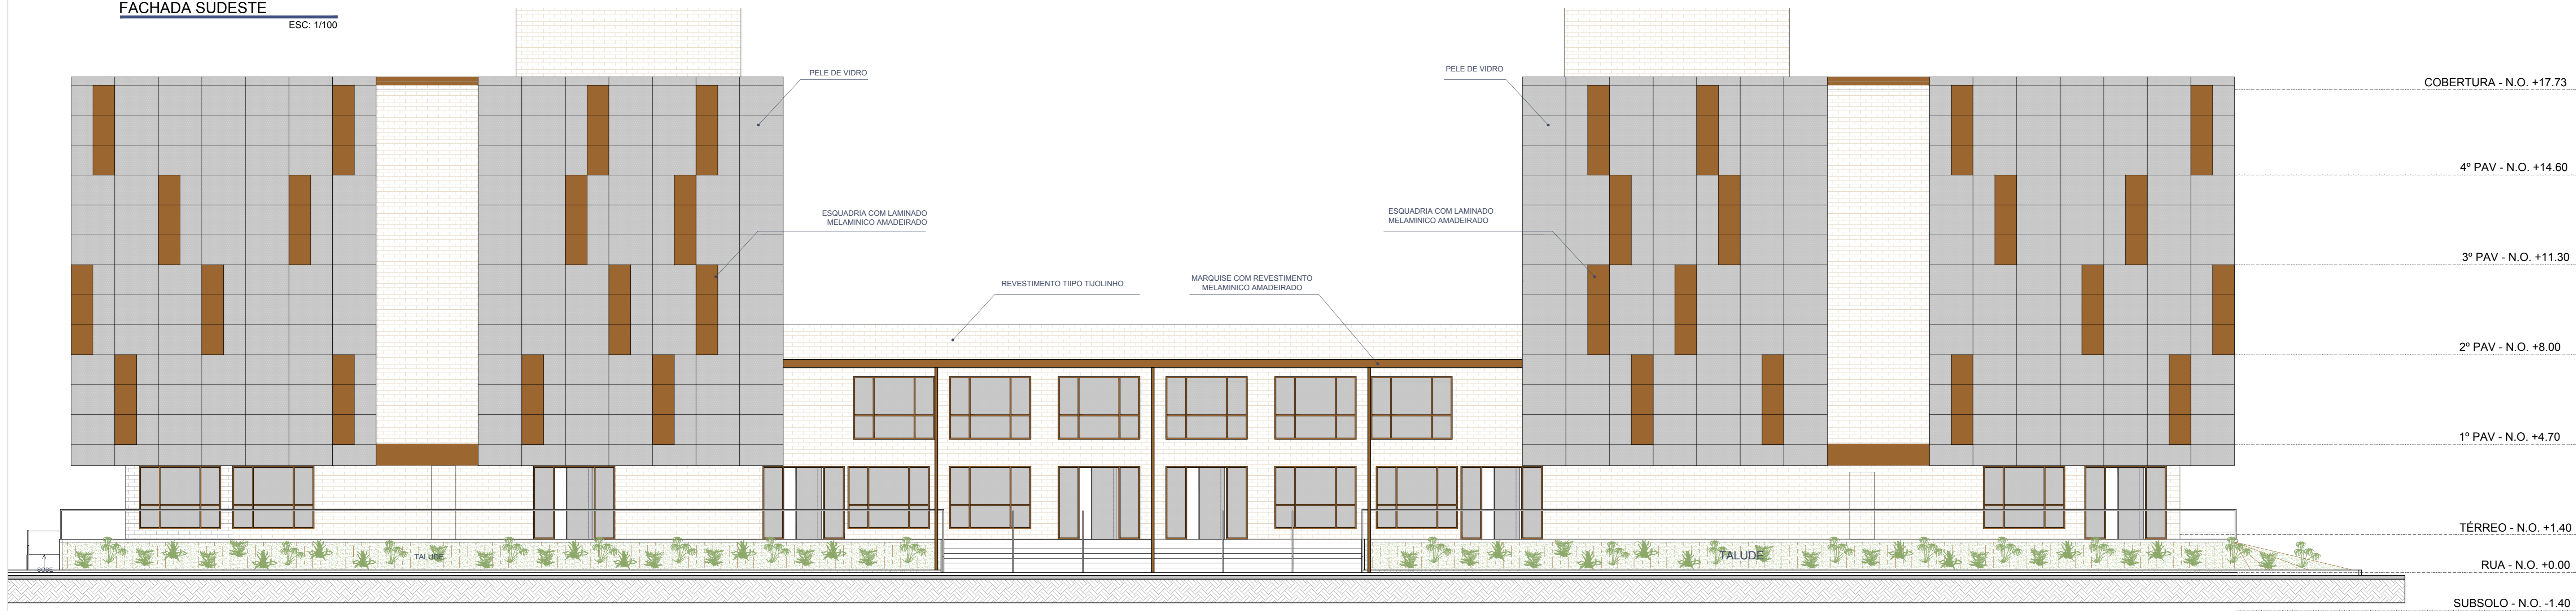 FACHADA SUDESTE
ESC: 1/100
PELE DE VIDRO
PELE DE VIDRO
COBERTURA - N.O. +17.73
4º PAV - N.O. +14.60
ESQUADRIA COM LAMINADO
MELAMINICO AMADEIRADO
ESQUADRIA COM LAMINADO
MELAMINICO AMADEIRADO
3º PAV - N.O. +11.30
REVESTIMENTO TIIPO TIJOLINHO
MARQUISE COM REVESTIMENTO
MELAMINICO AMADEIRADO
2º PAV - N.O. +8.00
1º PAV - N.O. +4.70
TÉRREO - N.O. +1.40
TALUDE
TALUDE
SOBE
RUA - N.O. +0.00
SUBSOLO - N.O. -1.40